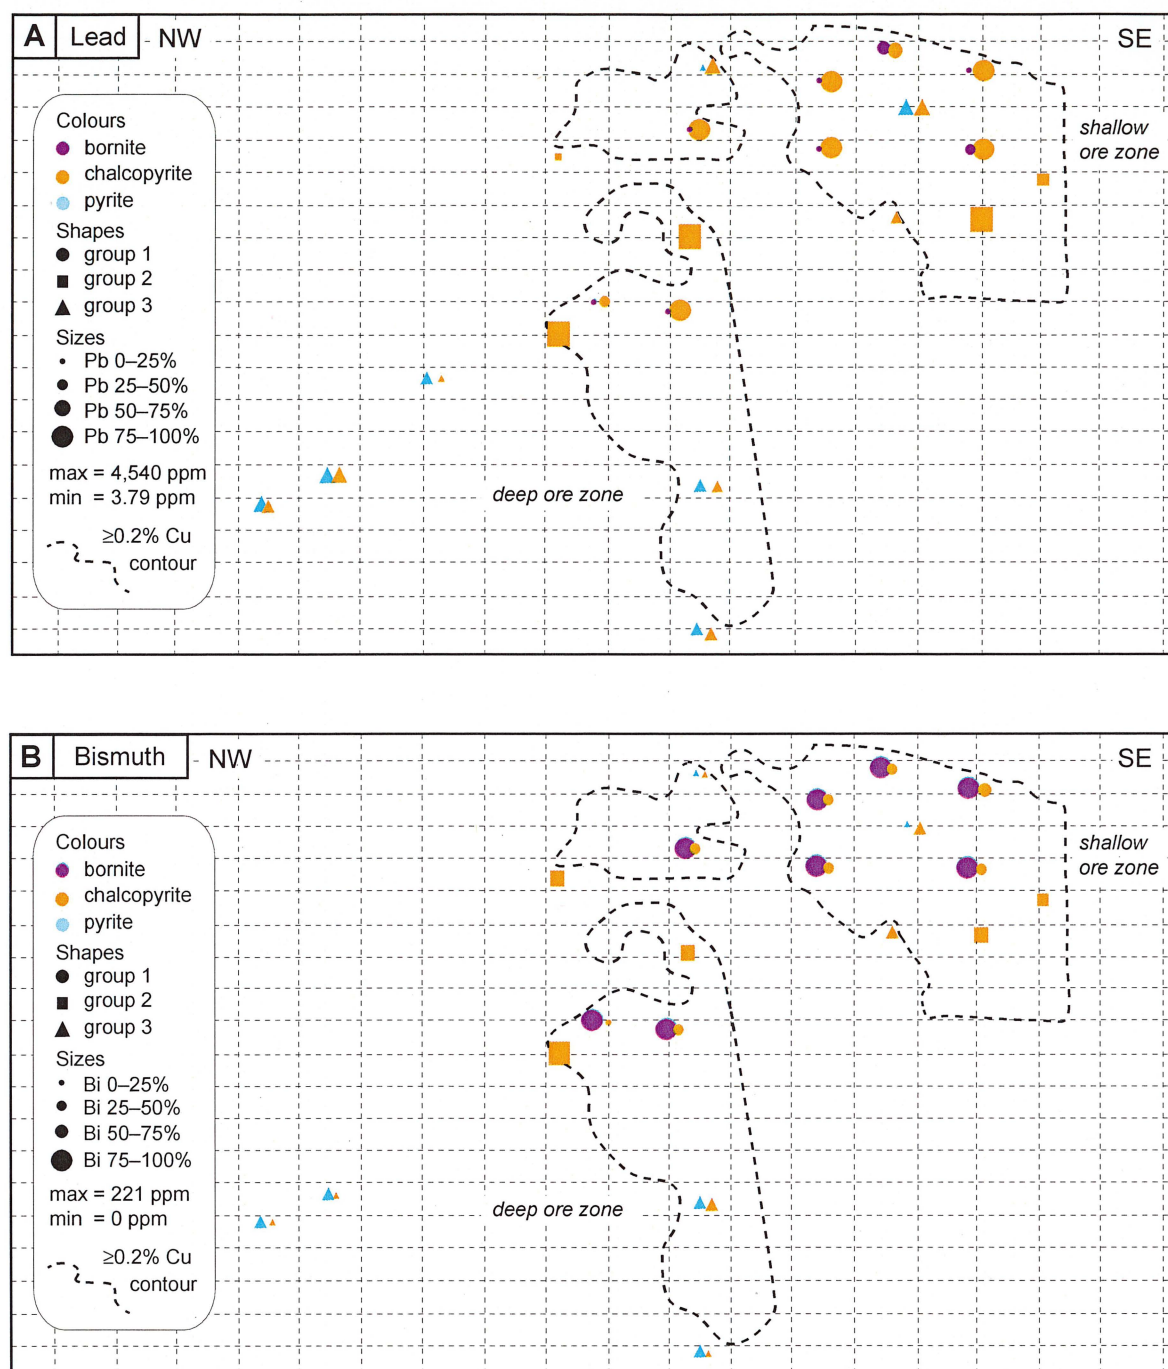 A Lead NW SE
Colours
bornite
chalcopyrite
pyrite
Shapes
group 1
group 2
group 3
Sizes
Pb 0–25%
Pb 25–50%
Pb 50–75%
Pb 75–100%
max = 4,540 ppm
min = 3.79 ppm
≥0.2% Cu
contour
shallow
ore zone
deep ore zone
B Bismuth NW SE
Colours
bornite
chalcopyrite
pyrite
Shapes
group 1
group 2
group 3
Sizes
Bi 0–25%
Bi 25–50%
Bi 50–75%
Bi 75–100%
max = 221 ppm
min = 0 ppm
≥0.2% Cu
contour
shallow
ore zone
deep ore zone